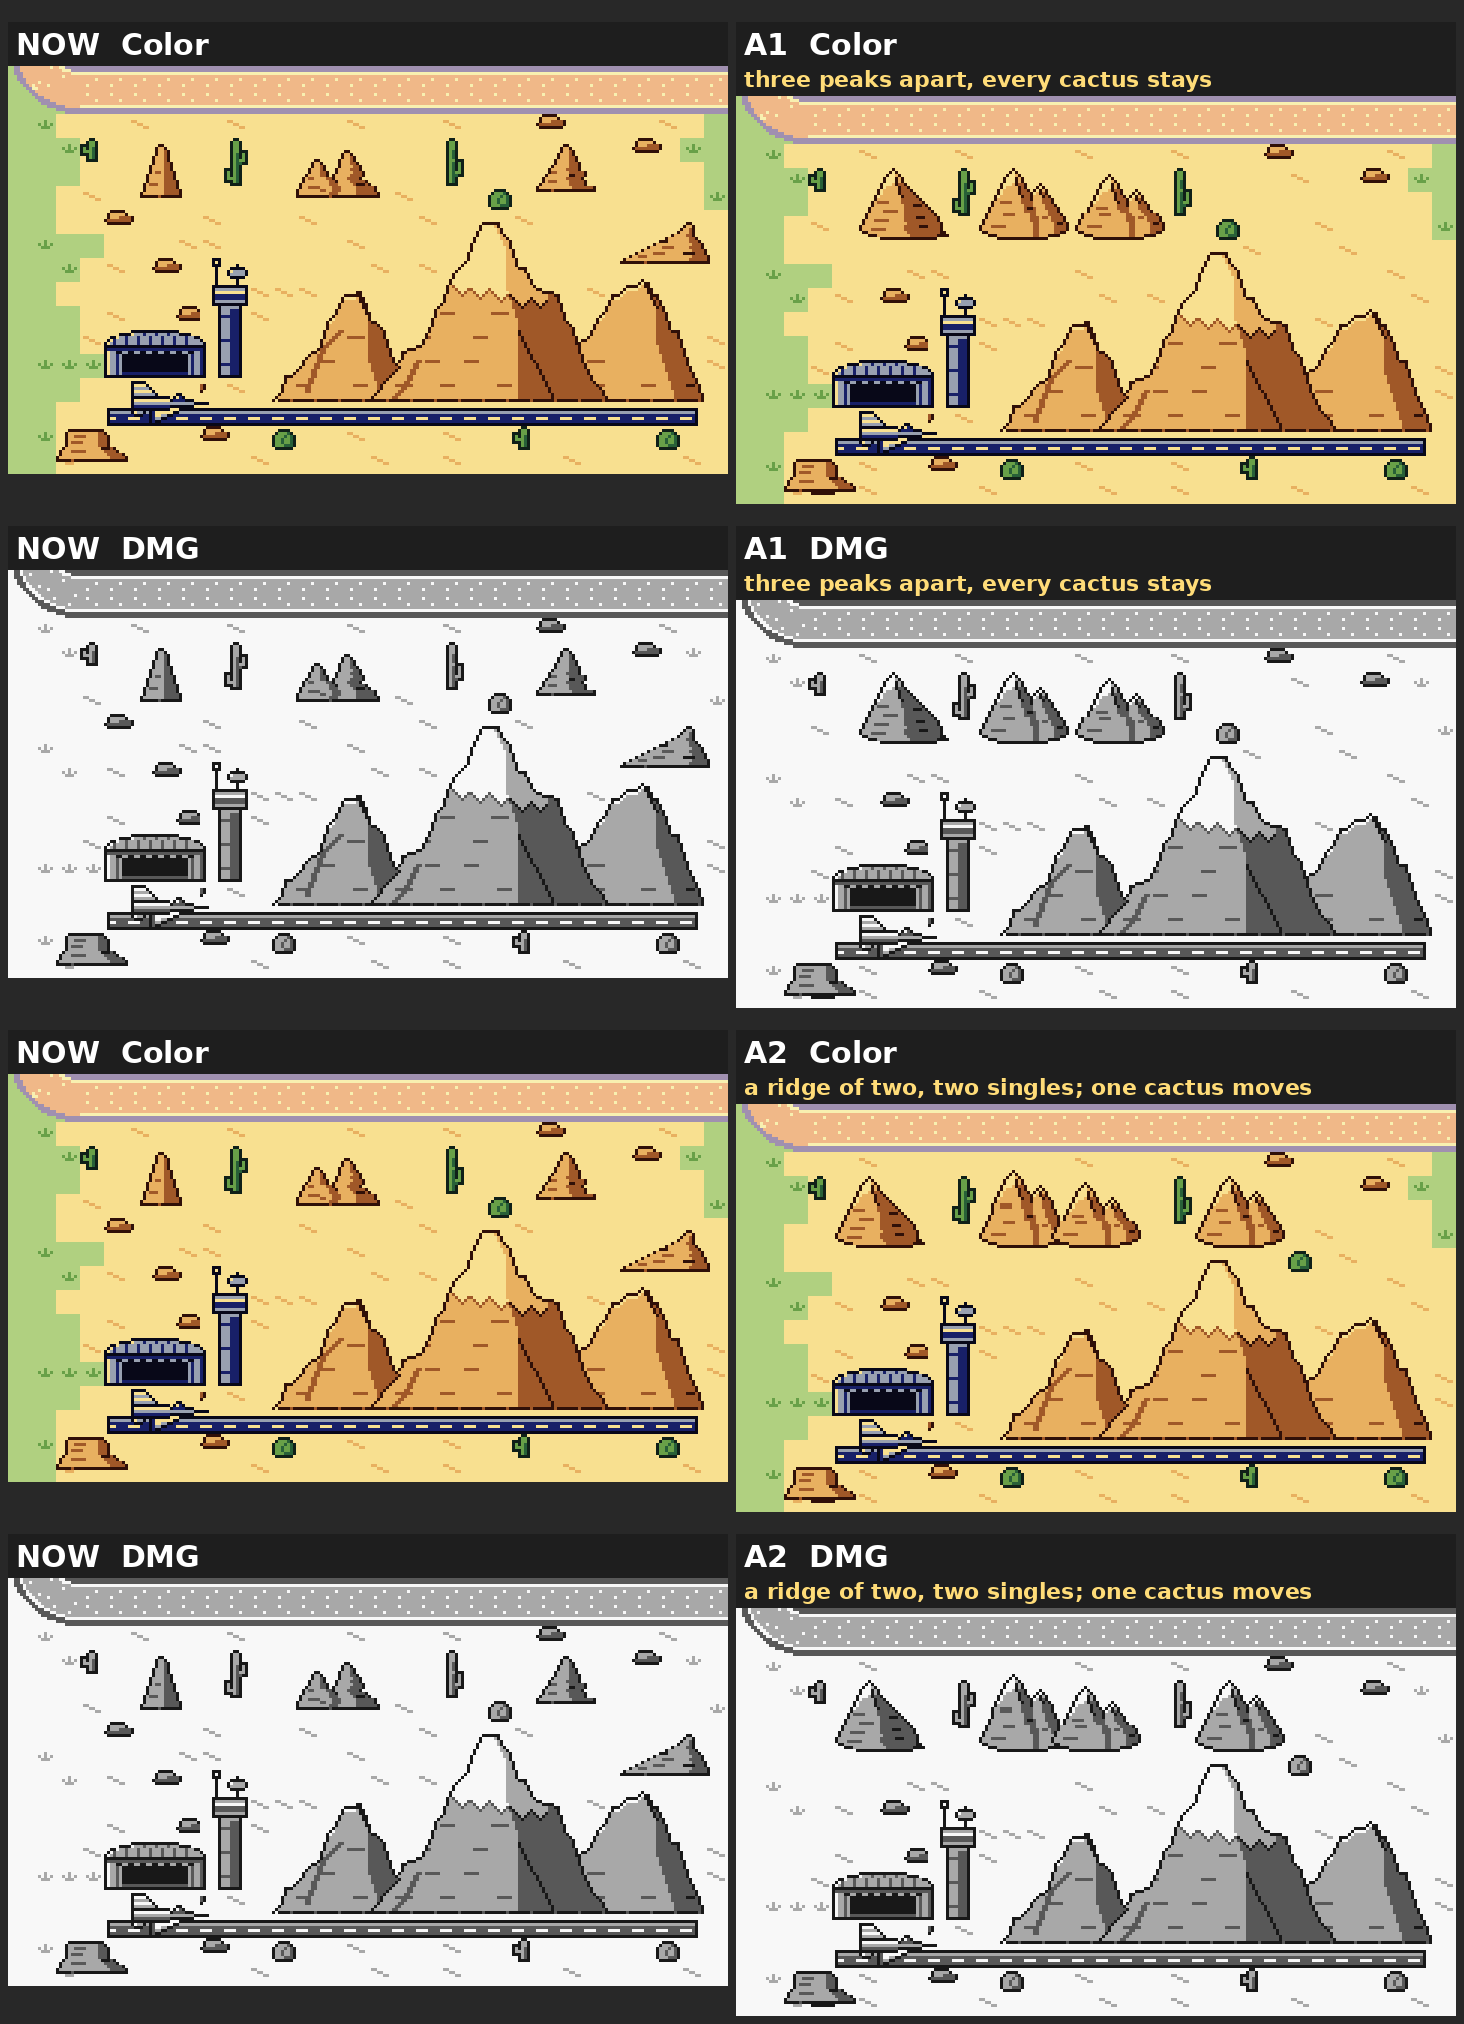 NOW Color
A1 Color
three peaks apart, every cactus stays
NOW DMG
A1 DMG
three peaks apart, every cactus stays
NOW Color
A2 Color
a ridge of two, two singles; one cactus moves
NOW DMG
A2 DMG
a ridge of two, two singles; one cactus moves